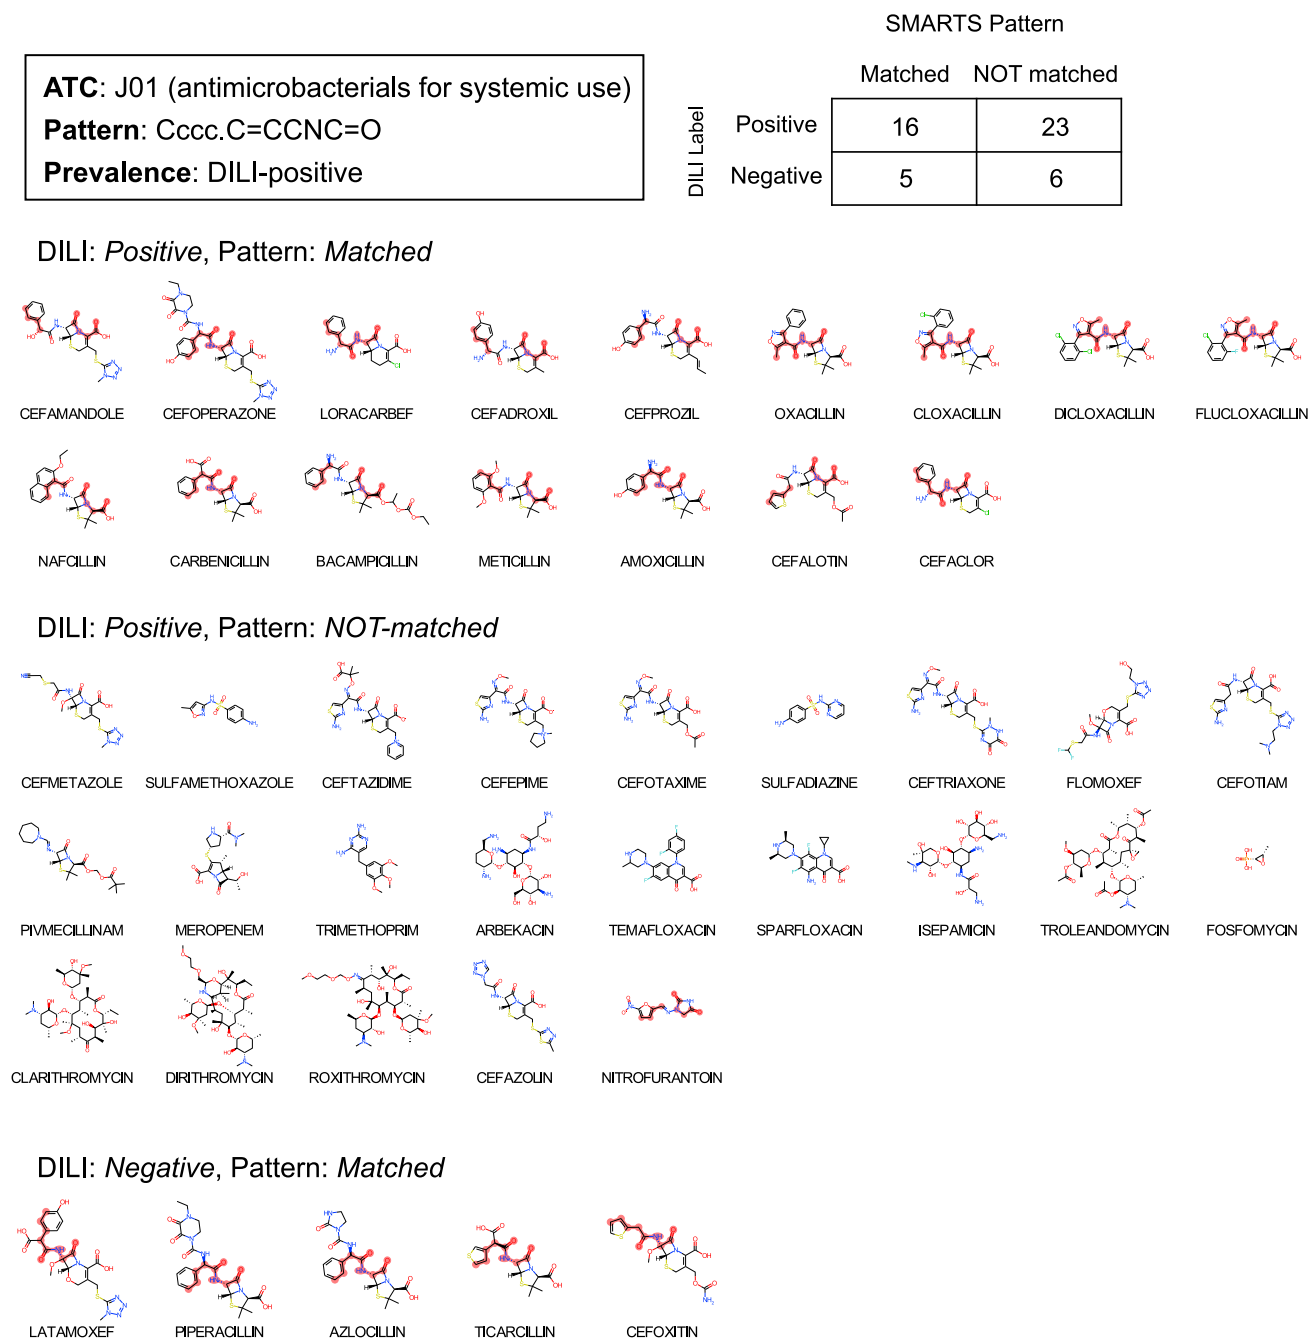 SMARTS Pattern
ATC: J01 (antimicrobacterials for systemic use)
Pattern: Cccc.C=CCNC=O
Prevalence: DILI-positive
Matched NOT matched
DILI Label
Positive 16 23
Negative 5 6
DILI: Positive, Pattern: Matched
CEFAMANDOLE CEFOPERAZONE LORACARBEF CEFADROXIL CEFPROZIL OXACILLIN CLOXACILLIN DICLOXACILLIN FLUCLOXACILLIN
NAFCILLIN CARBENICILLIN BACAMPICILLIN METICILLIN AMOXICILLIN CEFALOTIN CEFACLOR
DILI: Positive, Pattern: NOT-matched
CEFMETAZOLE SULFAMETHOXAZOLE CEFTAZIDIME CEFEPIME CEFOTAXIME SULFADIAZINE CEFTRIAXONE FLOMOXEF CEFOTIAM
PIVMECILLINAM MEROPENEM TRIMETHOPRIM ARBEKACIN TEMAFLOXACIN SPARFLOXACIN ISEPAMICIN TROLEANDOMYCIN FOSFOMYCIN
CLARITHROMYCIN DIRITHROMYCIN ROXITHROMYCIN CEFAZOLIN NITROFURANTOIN
DILI: Negative, Pattern: Matched
LATAMOXEF PIPERACILLIN AZLOCILLIN TICARCILLIN CEFOXITIN